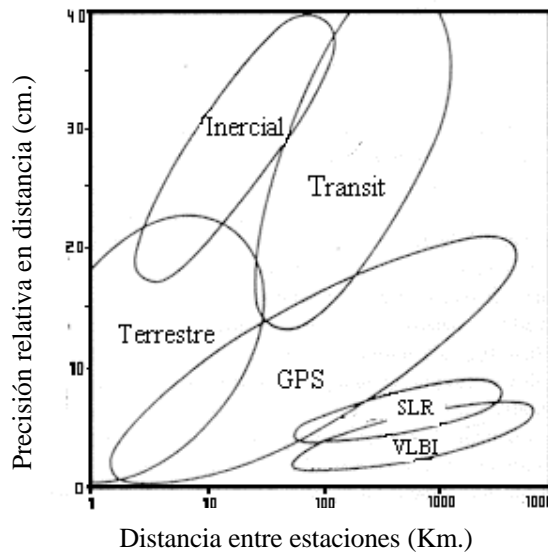 Precisión relativa en distancia (cm.)
40
30
20
10
0
Inercial
Transit
Terrestre
GPS
SLR
VLBI
1
10
100
1000
1000
Distancia entre estaciones (Km.)